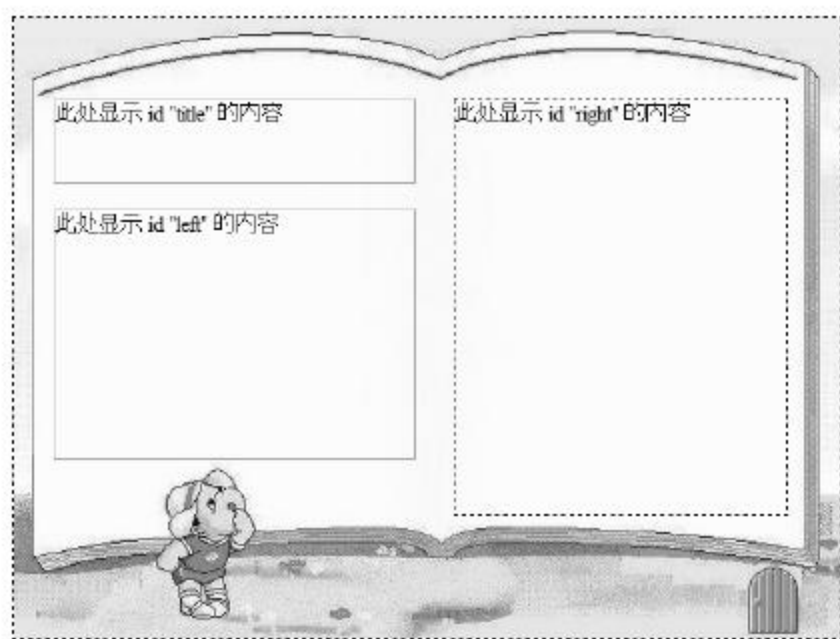 此处显示 id "title" 的内容
此处显示 id "left" 的内容
此处显示 id "right" 的内容